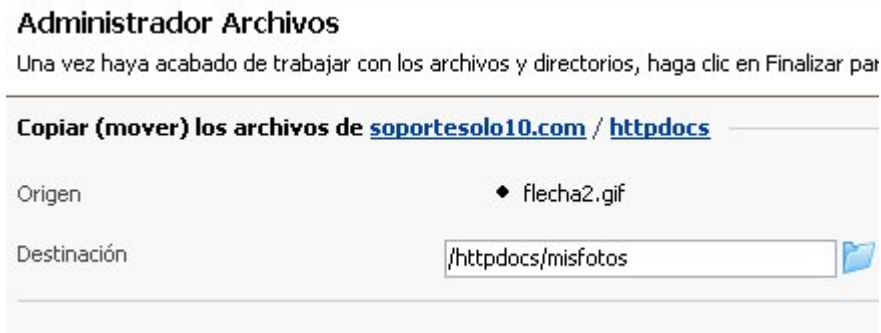 Administrador Archivos
Una vez haya acabado de trabajar con los archivos y directorios, haga clic en Finalizar
Copiar (mover) los archivos de soportesolo10.com / httpdocs
Origen
flecha2.gif
Destinación
/httpdocs/misfotos